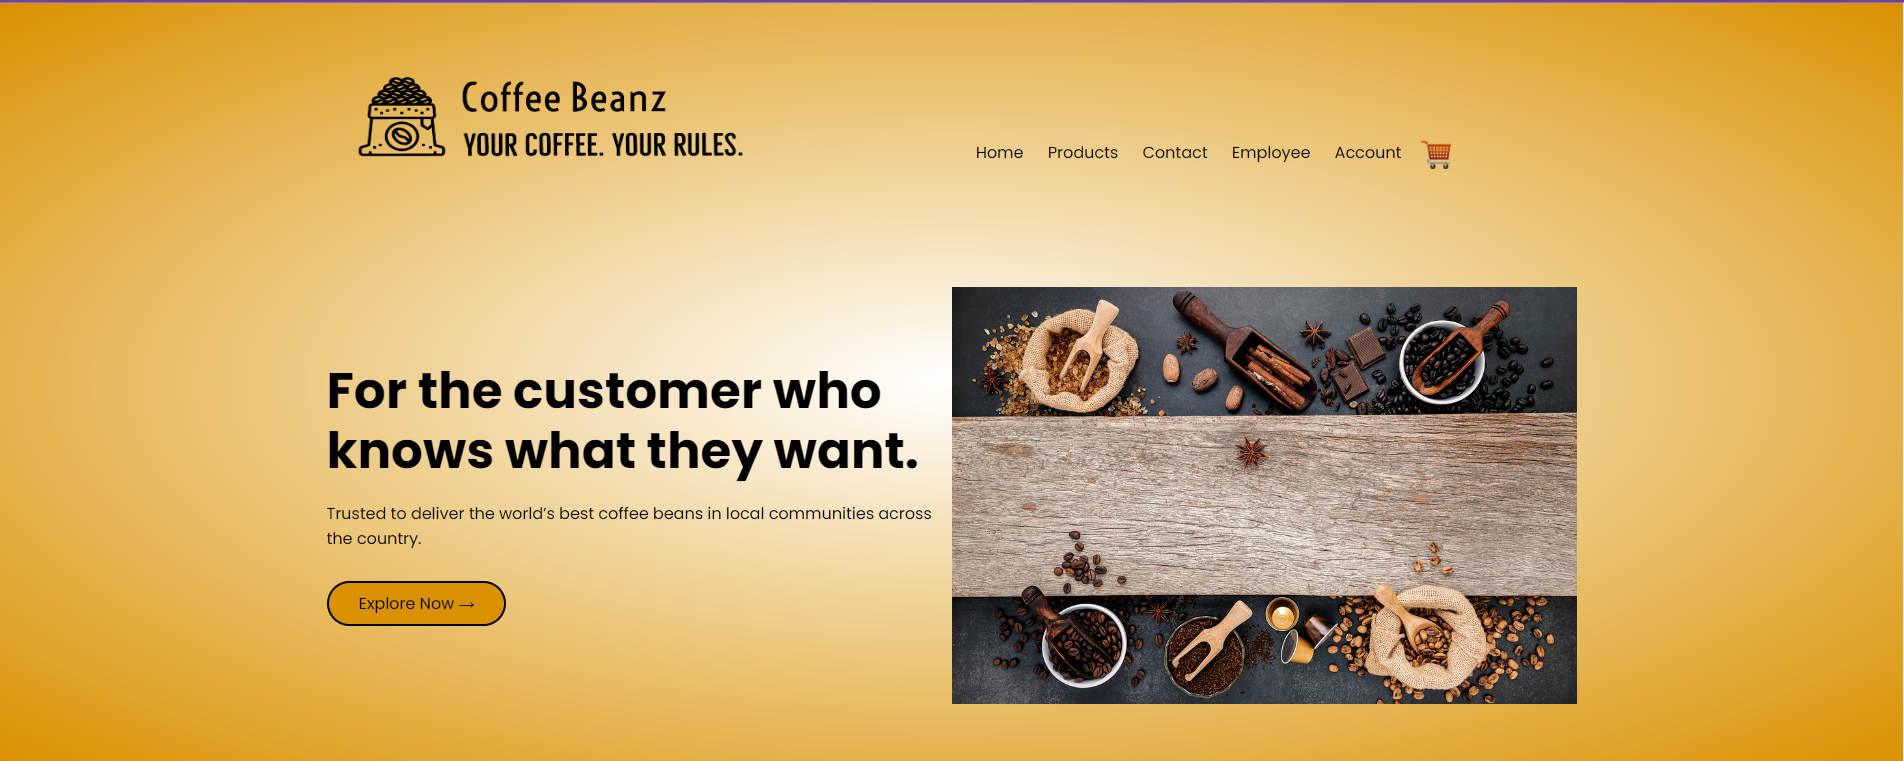 Coffee Beanz
YOUR COFFEE. YOUR RULES.
Home Products Contact Employee Account
For the customer who
knows what they want.
Trusted to deliver the world’s best coffee beans in local communities across
the country.
Explore Now →